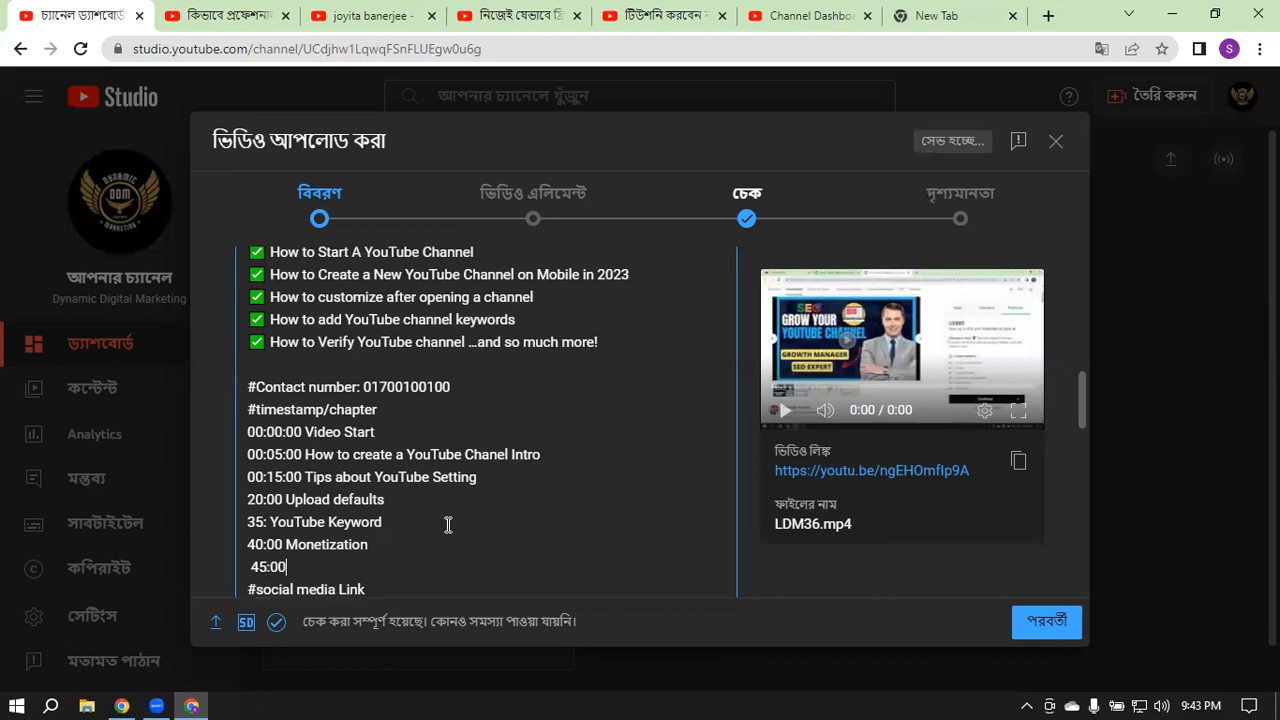 চ্যানেল ড্যাশবোর্ড
কিভাবে প্রফেশন
joyita banerjee -
নিজেই যেভাবে
টিউশনি করবেন
Channel Dashboard
New Tab
studio.youtube.com/channel/UCdjhw1LqwqFSnFLUEgw0u6g
S
Studio
আপনার চ্যানেলে খুঁজুন
তৈরি করুন
ভিডিও আপলোড করা
সেভ হচ্ছে...
বিবরণ
ভিডিও এলিমেন্ট
চেক
দৃশ্যমানতা
DYNAMIC
DDM
MARKETING
আপনার চ্যানেল
Dynamic Digital Marketing
ড্যাশবোর্ড
কন্টেন্ট
Analytics
মন্তব্য
সাবটাইটেল
কপিরাইট
সেটিংস
মতামত পাঠান
✅ How to Start A YouTube Channel
✅ How to Create a New YouTube Channel on Mobile in 2023
✅ How to customize after opening a channel
✅ How to add YouTube channel keywords
✅ How to Verify YouTube channel …and so much more!
#Contact number: 01700100100
#timestamp/chapter
00:00:00 Video Start
00:05:00 How to create a YouTube Chanel Intro
00:15:00 Tips about YouTube Setting
20:00 Upload defaults
35: YouTube Keyword
40:00 Monetization
45:00
#social media Link
SEO
GROW YOUR
YOUTUBE CHANNEL
GROWTH MANAGER
SEO EXPERT
0:00 / 0:00
ভিডিও লিঙ্ক
https://youtu.be/ngEHOmfIp9A
ফাইলের নাম
LDM36.mp4
SD
চেক করা সম্পূর্ণ হয়েছে। কোনও সমস্যা পাওয়া যায়নি।
পরবর্তী
9:43 PM